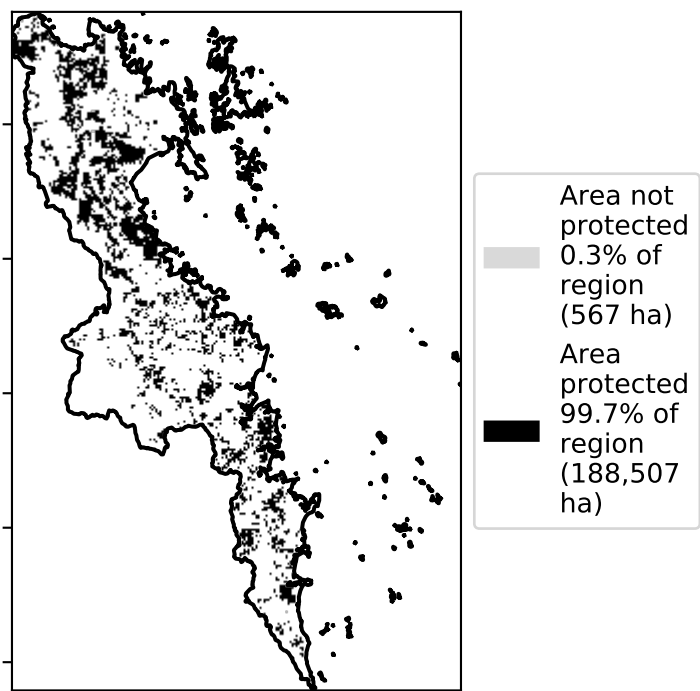 Area not
protected
0.3% of
region
(567 ha)
Area
protected
99.7% of
region
(188,507
ha)